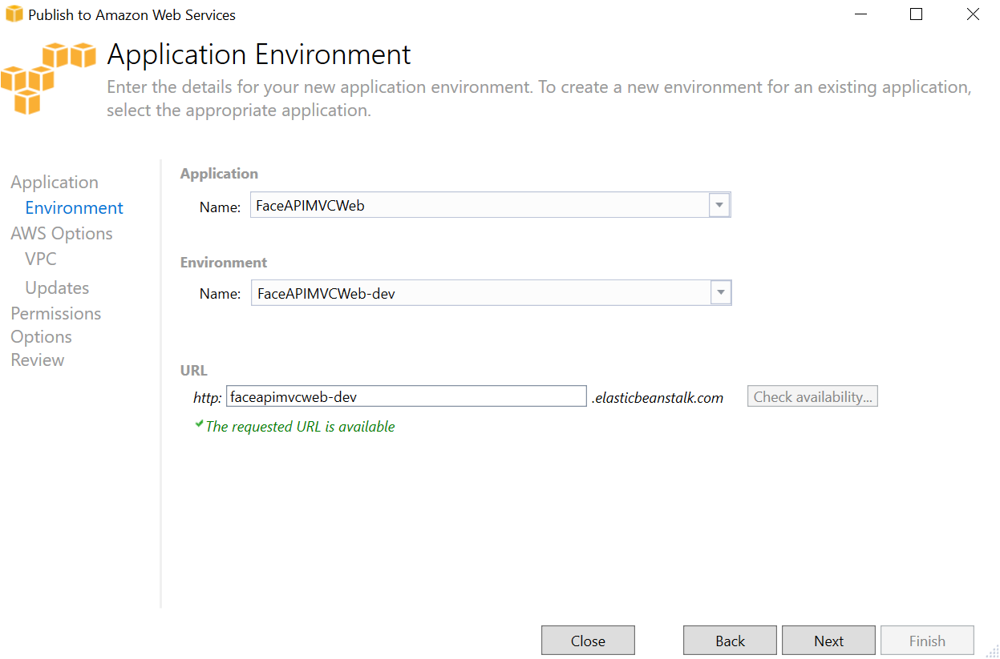 Publish to Amazon Web Services
Application Environment
Enter the details for your new application environment. To create a new environment for an existing application,
select the appropriate application.
Application
Environment
AWS Options
VPC
Updates
Permissions
Options
Review
Application
Name: FaceAPIMVCWeb
Environment
Name: FaceAPIMVCWeb-dev
URL
http: faceapimvcweb-dev .elasticbeanstalk.com Check availability...
The requested URL is available
Close Back Next Finish